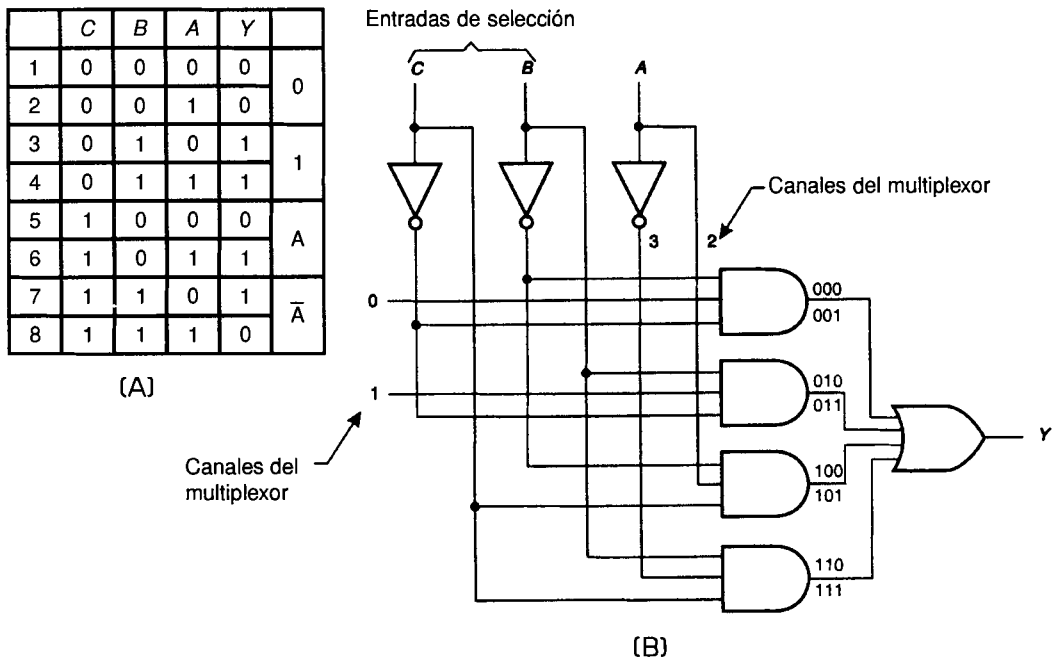 C B A Y
1 0 0 0 0
0
2 0 0 1 0
3 0 1 0 1
1
4 0 1 1 1
5 1 0 0 0
A
6 1 0 1 1
7 1 1 0 1
A̅
8 1 1 1 0
(A)
Entradas de selección
C B A
Canales del multiplexor
3 2
0
000
001
1
010
011
Canales del
multiplexor
100
101
110
111
Y
(B)